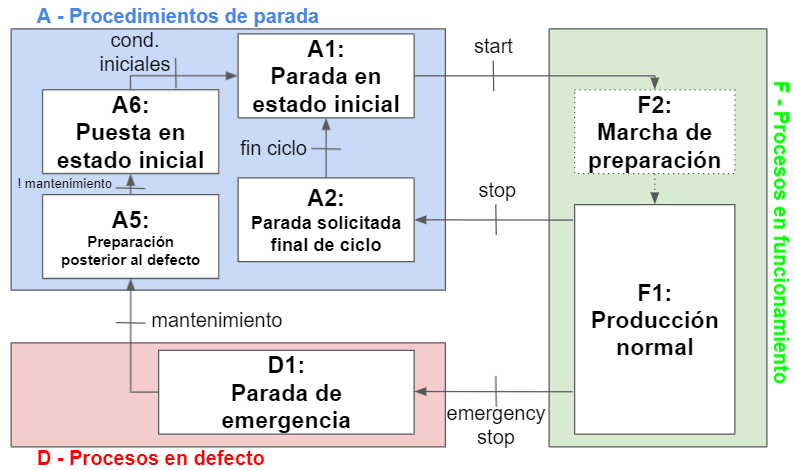 A - Procedimientos de parada
cond.
iniciales
A1:
Parada en
estado inicial
start
A6:
Puesta en
estado inicial
F2:
Marcha de
preparación
fin ciclo
! mantenimiento
A2:
Parada solicitada
final de ciclo
stop
A5:
Preparación
posterior al defecto
F1:
Producción
normal
mantenimiento
D1:
Parada de
emergencia
emergency
stop
F - Procesos en funcionamiento
D - Procesos en defecto